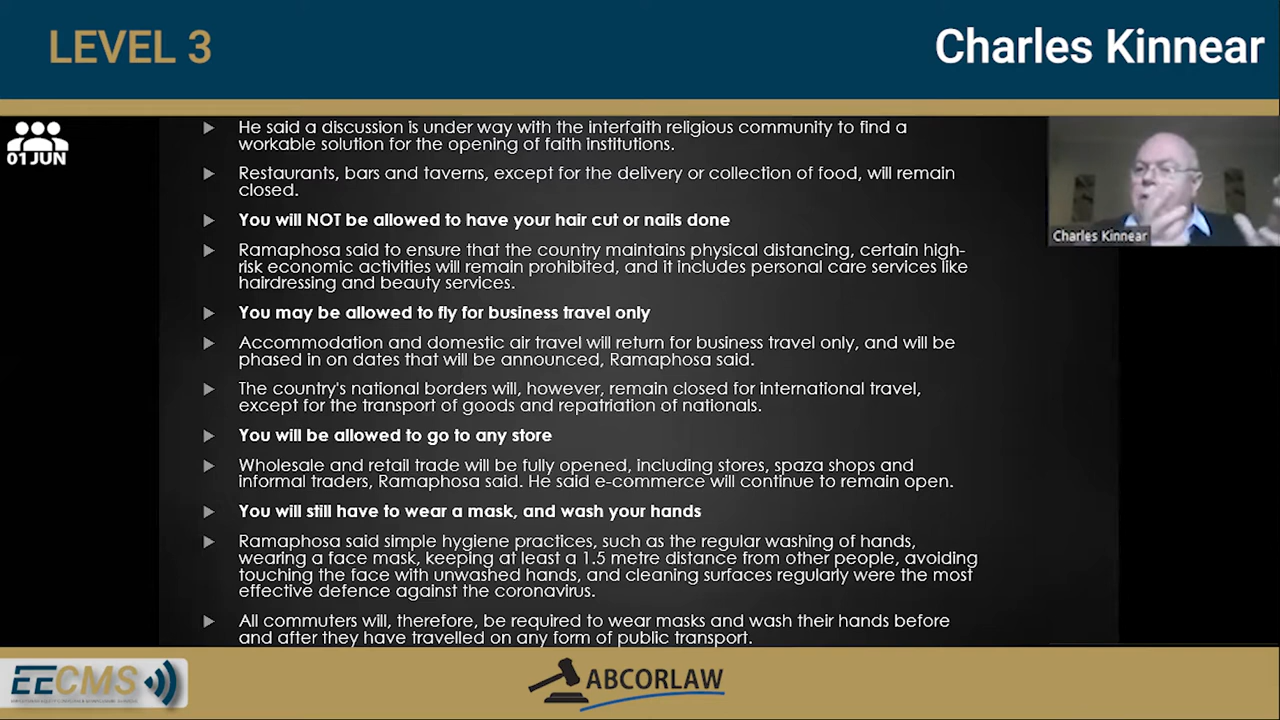 LEVEL 3
Charles Kinnear
01 JUN
He said a discussion is under way with the interfaith religious community to find a
workable solution for the opening of faith institutions.
Restaurants, bars and taverns, except for the delivery or collection of food, will remain
closed.
You will NOT be allowed to have your hair cut or nails done
Ramaphosa said to ensure that the country maintains physical distancing, certain high-
risk economic activities will remain prohibited, and it includes personal care services like
hairdressing and beauty services.
You may be allowed to fly for business travel only
Accommodation and domestic air travel will return for business travel only, and will be
phased in on dates that will be announced, Ramaphosa said.
The country's national borders will, however, remain closed for international travel,
except for the transport of goods and repatriation of nationals.
You will be allowed to go to any store
Wholesale and retail trade will be fully opened, including stores, spaza shops and
informal traders, Ramaphosa said. He said e-commerce will continue to remain open.
You will still have to wear a mask, and wash your hands
Ramaphosa said simple hygiene practices, such as the regular washing of hands,
wearing a face mask, keeping at least a 1.5 metre distance from other people, avoiding
touching the face with unwashed hands, and cleaning surfaces regularly were the most
effective defence against the coronavirus.
All commuters will, therefore, be required to wear masks and wash their hands before
and after they have travelled on any form of public transport.
Charles Kinnear
EECMS
ABCORLAW